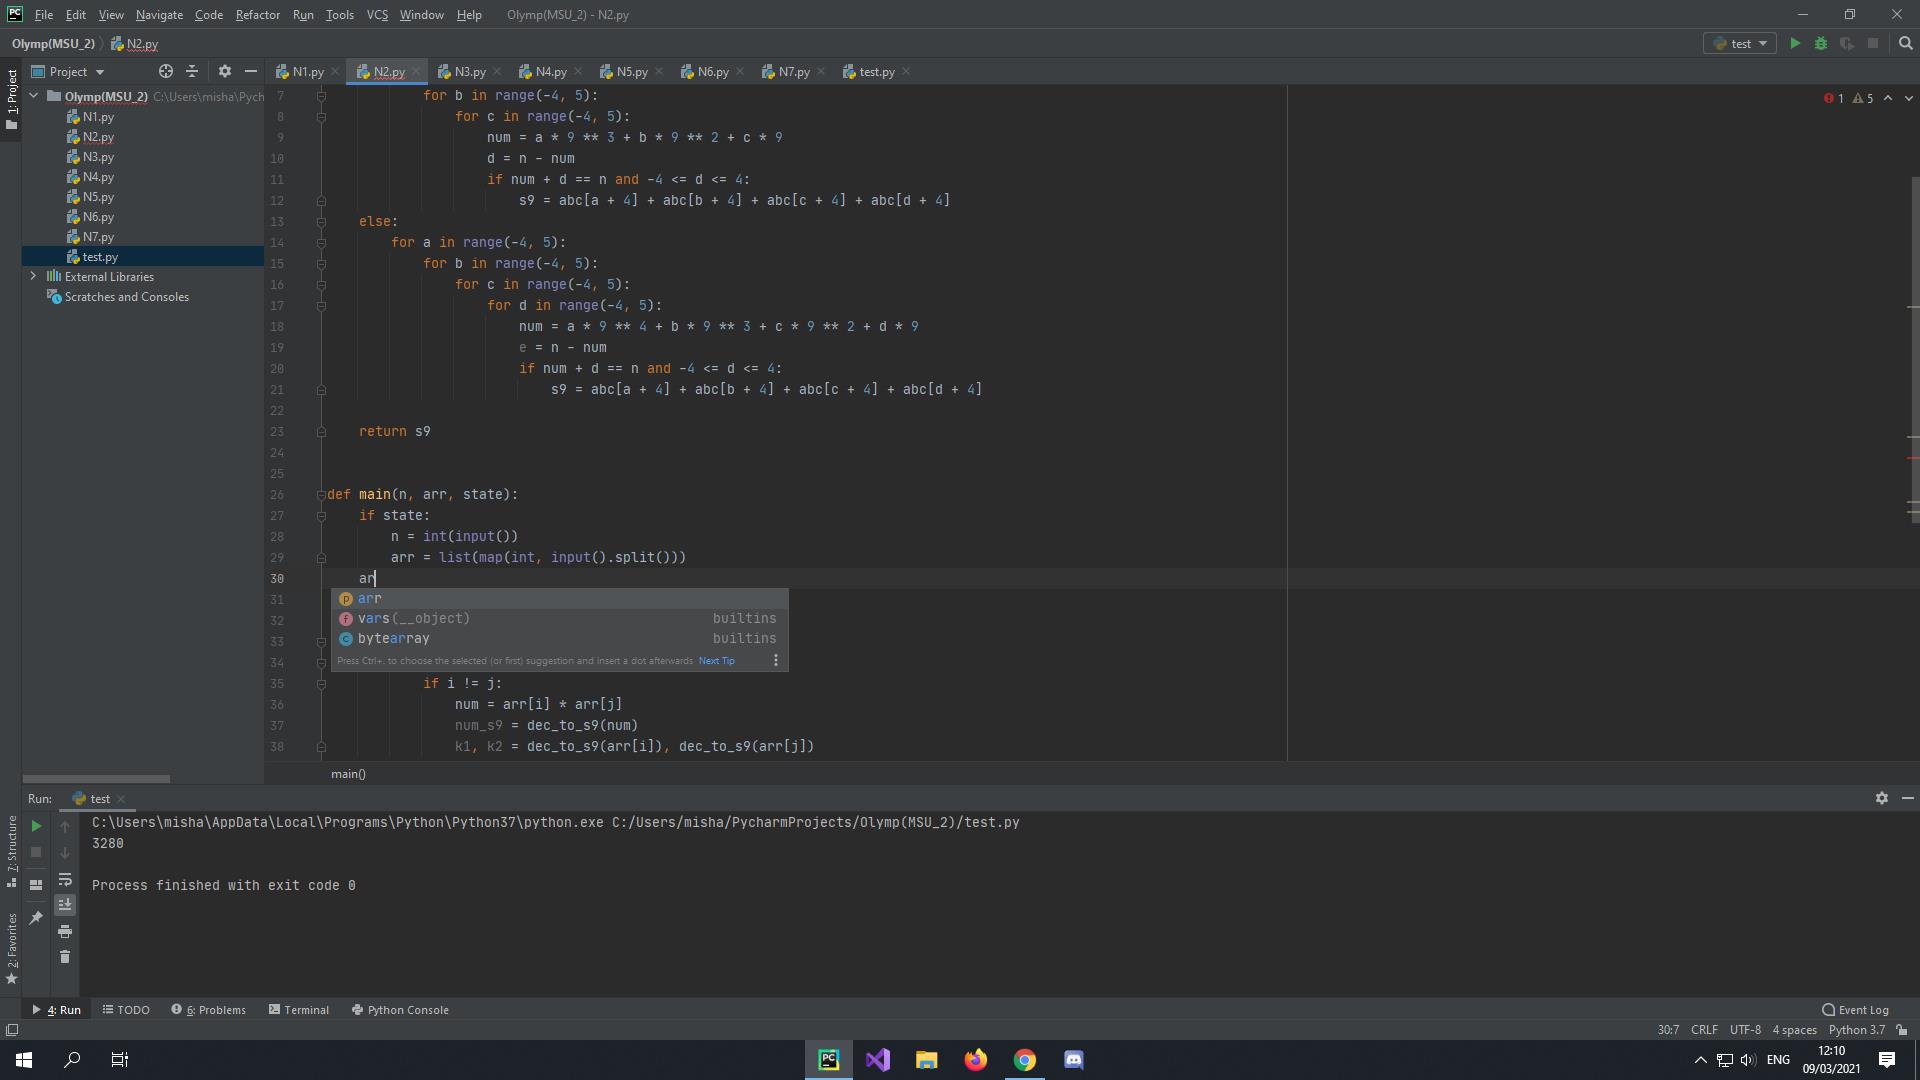 PC File Edit View Navigate Code Refactor Run Tools VCS Window Help Olymp(MSU_2) - N2.py
Olymp(MSU_2) N2.py test
1: Project
Project
N1.py N2.py N3.py N4.py N5.py N6.py N7.py test.py
Olymp(MSU_2) C:\Users\misha\Pych
N1.py
N2.py
N3.py
N4.py
N5.py
N6.py
N7.py
test.py
External Libraries
Scratches and Consoles
1 5
7 for b in range(-4, 5):
8 for c in range(-4, 5):
9 num = a * 9 ** 3 + b * 9 ** 2 + c * 9
10 d = n - num
11 if num + d == n and -4 <= d <= 4:
12 s9 = abc[a + 4] + abc[b + 4] + abc[c + 4] + abc[d + 4]
13 else:
14 for a in range(-4, 5):
15 for b in range(-4, 5):
16 for c in range(-4, 5):
17 for d in range(-4, 5):
18 num = a * 9 ** 4 + b * 9 ** 3 + c * 9 ** 2 + d * 9
19 e = n - num
20 if num + d == n and -4 <= d <= 4:
21 s9 = abc[a + 4] + abc[b + 4] + abc[c + 4] + abc[d + 4]
22
23 return s9
24
25
26 def main(n, arr, state):
27 if state:
28 n = int(input())
29 arr = list(map(int, input().split()))
30 ar
31 p arr
32 f vars(__object) builtins
33 c bytearray builtins
34 Press Ctrl+. to choose the selected (or first) suggestion and insert a dot afterwards Next Tip
35 if i != j:
36 num = arr[i] * arr[j]
37 num_s9 = dec_to_s9(num)
38 k1, k2 = dec_to_s9(arr[i]), dec_to_s9(arr[j])
main()
Run: test
C:\Users\misha\AppData\Local\Programs\Python\Python37\python.exe C:/Users/misha/PycharmProjects/Olymp(MSU_2)/test.py
3280
Process finished with exit code 0
7: Structure
2: Favorites
4: Run TODO 6: Problems Terminal Python Console Event Log
30:7 CRLF UTF-8 4 spaces Python 3.7
PC ENG 12:10
09/03/2021